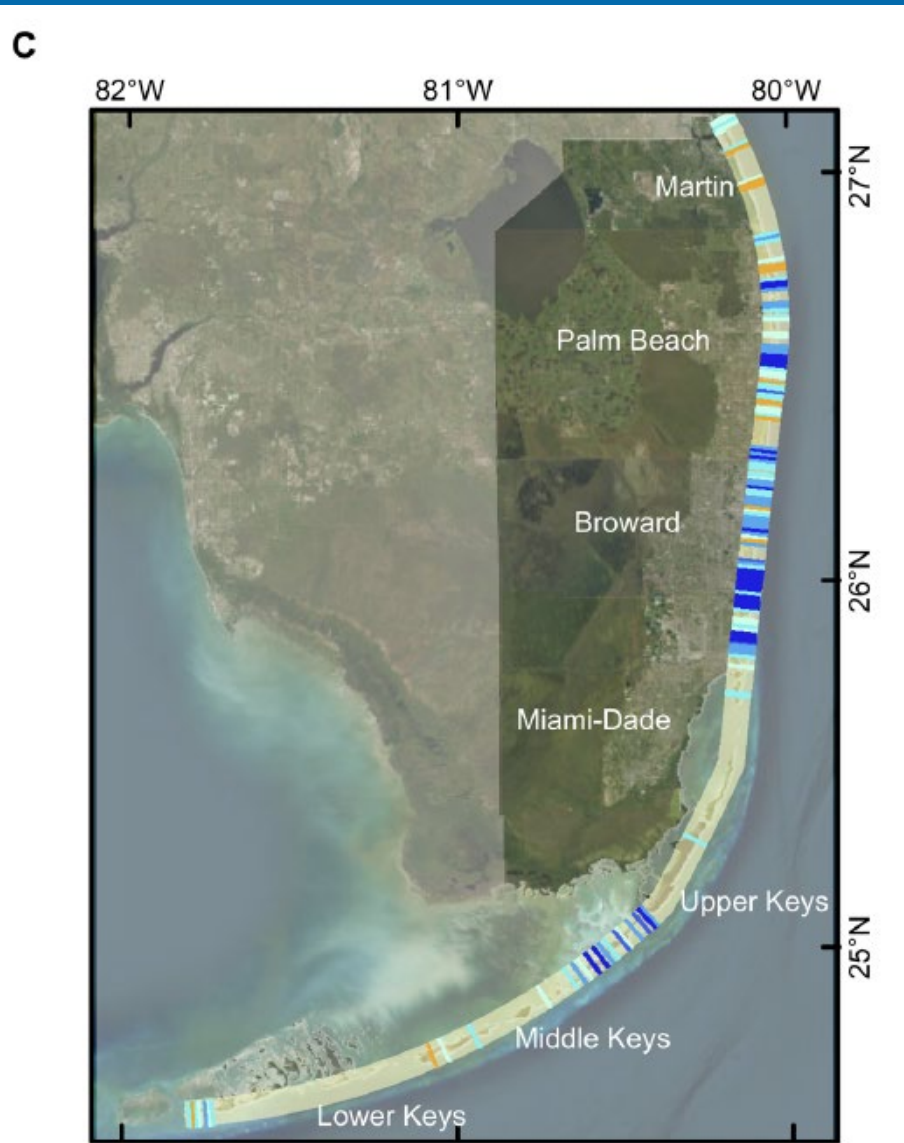 C
82°W 81°W 80°W
27°N
Martin
Palm Beach
Broward
26°N
Miami-Dade
Upper Keys
25°N
Middle Keys
Lower Keys